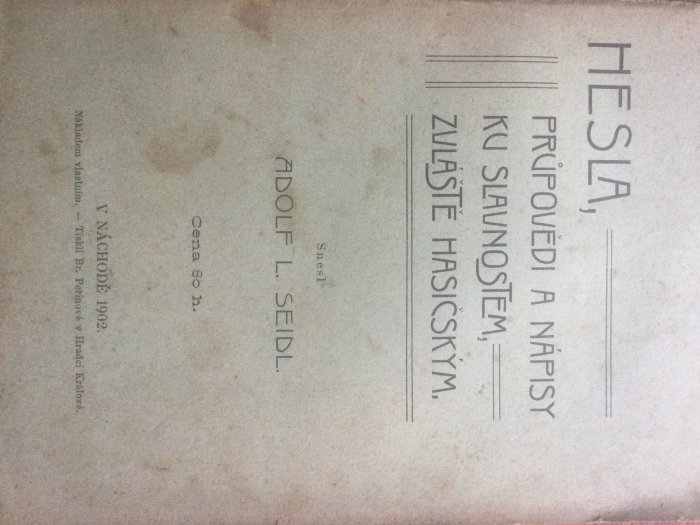 HESLA,
PRŮPOVĚDI A NÁPISY
KU SLAVNOSTEM,
ZVLÁŠTĚ HASIČSKÝM.
Snesl
ADOLF L. SEIDL.
Cena 80 h.
V NÁCHODĚ 1902.
Nákladem vlastním. — Tiskli Br. Peřinové v Hradci Králové.